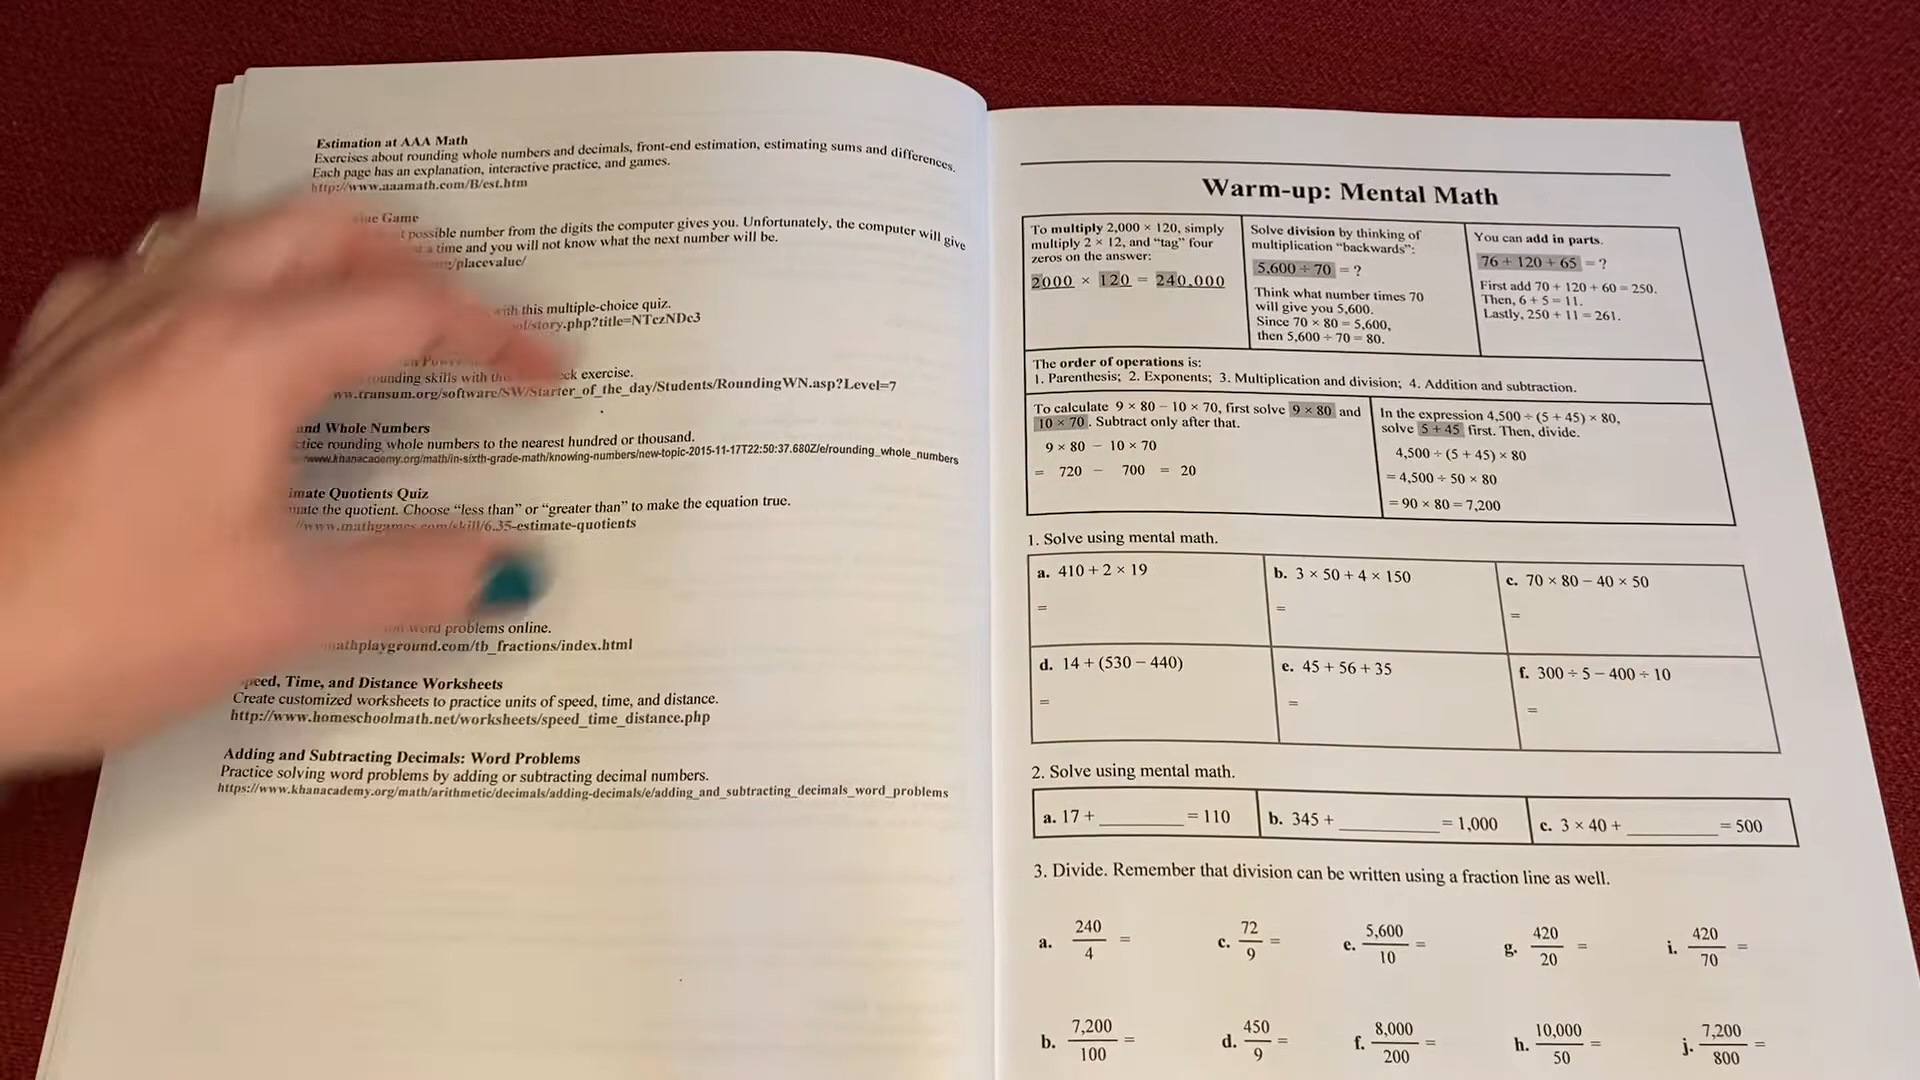 Estimation at AAA Math
Exercises about rounding whole numbers and decimals, front-end estimation, estimating sums and differences.
Each page has an explanation, interactive practice, and games.
http://www.aaamath.com/B/est.htm
Game
possible number from the digits the computer gives you. Unfortunately, the computer will give
a time and you will not know what the next number will be.
/placevalue/
with this multiple-choice quiz.
/story.php?title=NTczNDc3
rounding skills with
exercise.
www.transum.org/software/SW/Starter_of_the_day/Students/RoundingWN.asp?Level=7
and Whole Numbers
rounding whole numbers to the nearest hundred or thousand.
www.khanacademy.org/math/in-sixth-grade-math/knowing-numbers/new-topic-2015-11-17T22:50:37.680Z/e/rounding_whole_numbers
Quotients Quiz
the quotient. Choose “less than” or “greater than” to make the equation true.
//www.mathgames.com/skill/6.35-estimate-quotients
word problems online.
mathplayground.com/tb_fractions/index.html
Speed, Time, and Distance Worksheets
Create customized worksheets to practice units of speed, time, and distance.
http://www.homeschoolmath.net/worksheets/speed_time_distance.php
Adding and Subtracting Decimals: Word Problems
Practice solving word problems by adding or subtracting decimal numbers.
https://www.khanacademy.org/math/arithmetic/decimals/adding-decimals/e/adding_and_subtracting_decimals_word_problems
Warm-up: Mental Math
To multiply 2,000 × 120, simply
multiply 2 × 12, and “tag” four
zeros on the answer:
2000 × 120 = 240,000
Solve division by thinking of
multiplication “backwards”:
5,600 ÷ 70 = ?
Think what number times 70
will give you 5,600.
Since 70 × 80 = 5,600,
then 5,600 ÷ 70 = 80.
You can add in parts.
76 + 120 + 65 = ?
First add 70 + 120 + 60 = 250.
Then, 6 + 5 = 11.
Lastly, 250 + 11 = 261.
The order of operations is:
1. Parenthesis; 2. Exponents; 3. Multiplication and division; 4. Addition and subtraction.
To calculate 9 × 80 − 10 × 70, first solve 9 × 80 and
10 × 70. Subtract only after that.
9 × 80 − 10 × 70
= 720 − 700 = 20
In the expression 4,500 ÷ (5 + 45) × 80,
solve 5 + 45 first. Then, divide.
4,500 ÷ (5 + 45) × 80
= 4,500 ÷ 50 × 80
= 90 × 80 = 7,200
1. Solve using mental math.
a. 410 + 2 × 19
=
b. 3 × 50 + 4 × 150
=
c. 70 × 80 − 40 × 50
=
d. 14 + (530 − 440)
=
e. 45 + 56 + 35
=
f. 300 ÷ 5 − 400 ÷ 10
=
2. Solve using mental math.
a. 17 + ________ = 110
b. 345 + ________ = 1,000
c. 3 × 40 + ________ = 500
3. Divide. Remember that division can be written using a fraction line as well.
a. 240/4 =
c. 72/9 =
e. 5,600/10 =
g. 420/20 =
i. 420/70 =
b. 7,200/100 =
d. 450/9 =
f. 8,000/200 =
h. 10,000/50 =
j. 7,200/800 =